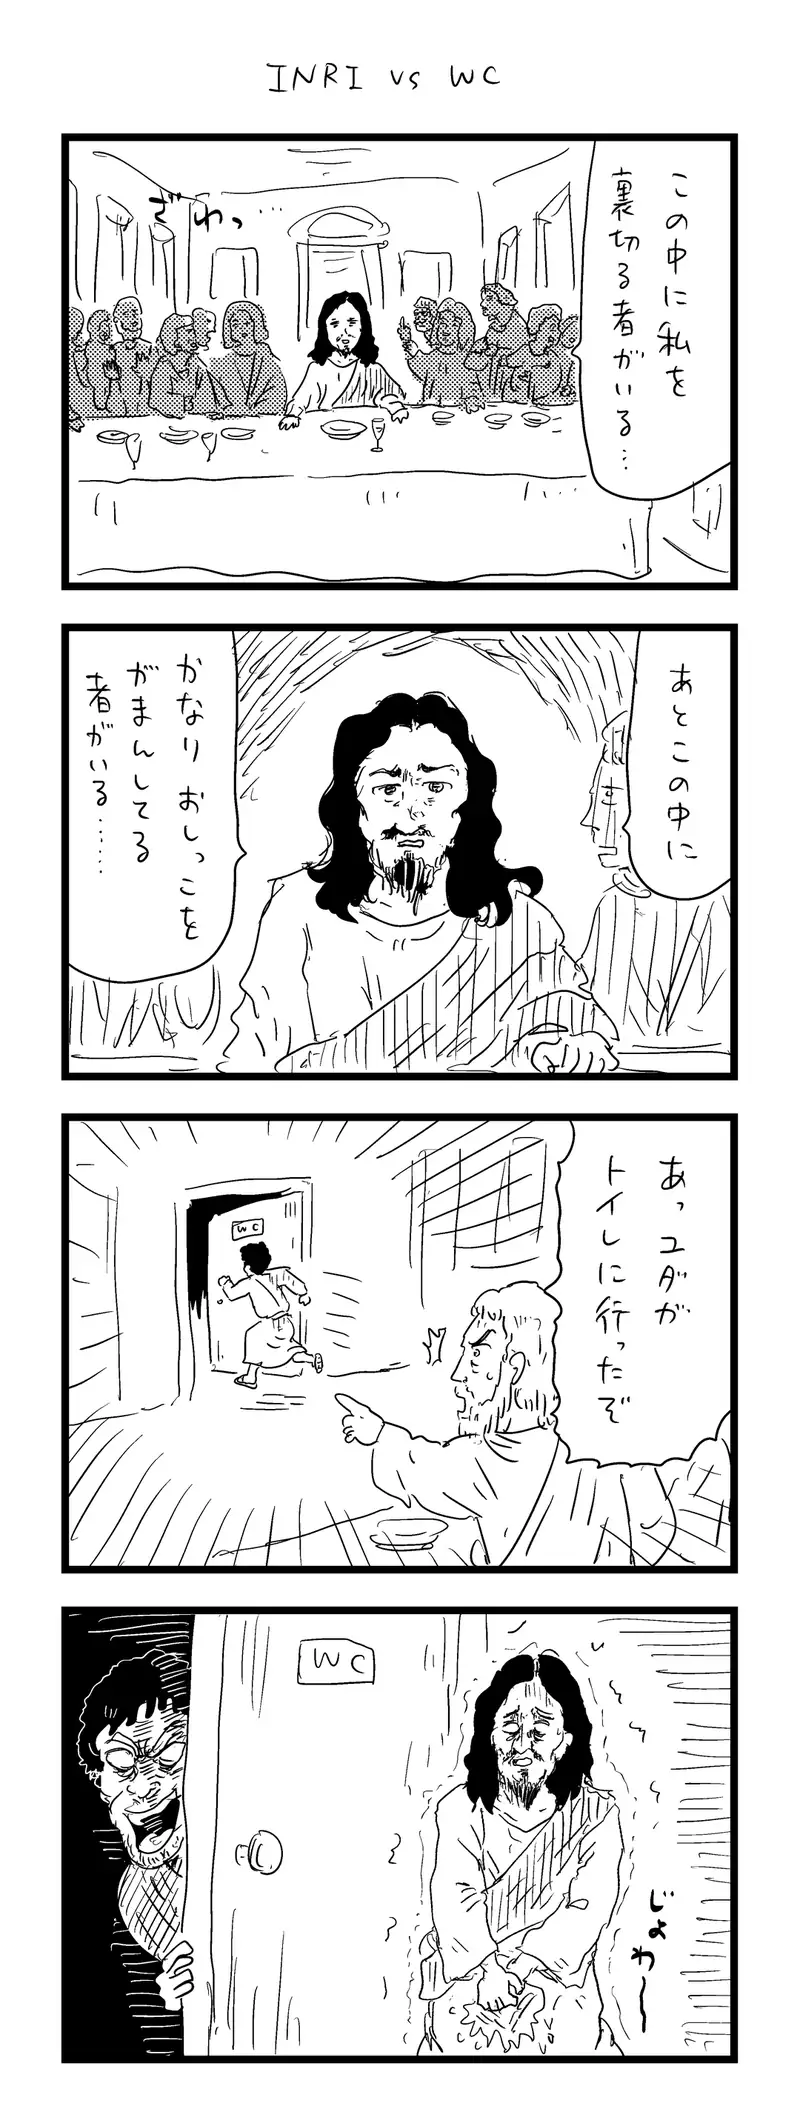 INRI vs WC
この中に私を
裏切る者がいる…
ざわっ…
あとこの中に
かなりおしっこを
がまんしてる
者がいる……
あっユダが
トイレに行ったぞ
WC
WC
じょわ〜